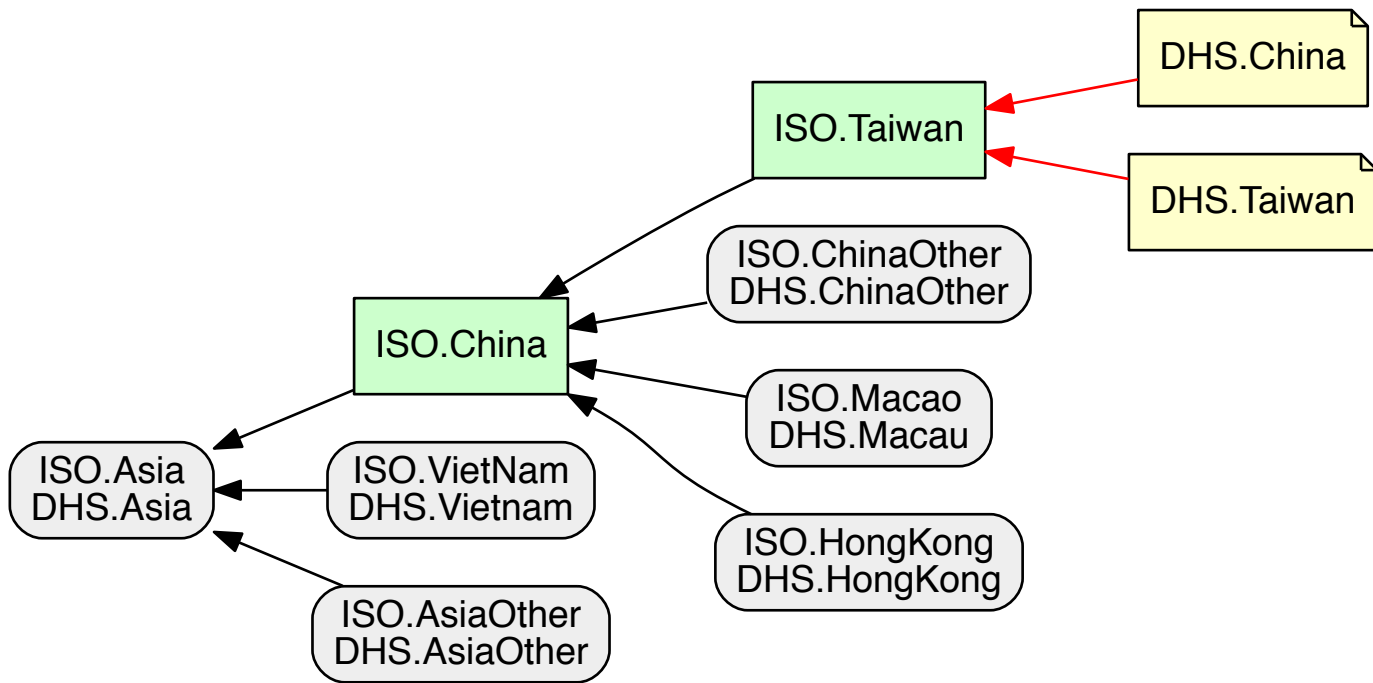 DHS.China
ISO.Taiwan
DHS.Taiwan
ISO.ChinaOther
DHS.ChinaOther
ISO.China
ISO.Macao
DHS.Macau
ISO.Asia
DHS.Asia
ISO.VietNam
DHS.Vietnam
ISO.HongKong
DHS.HongKong
ISO.AsiaOther
DHS.AsiaOther